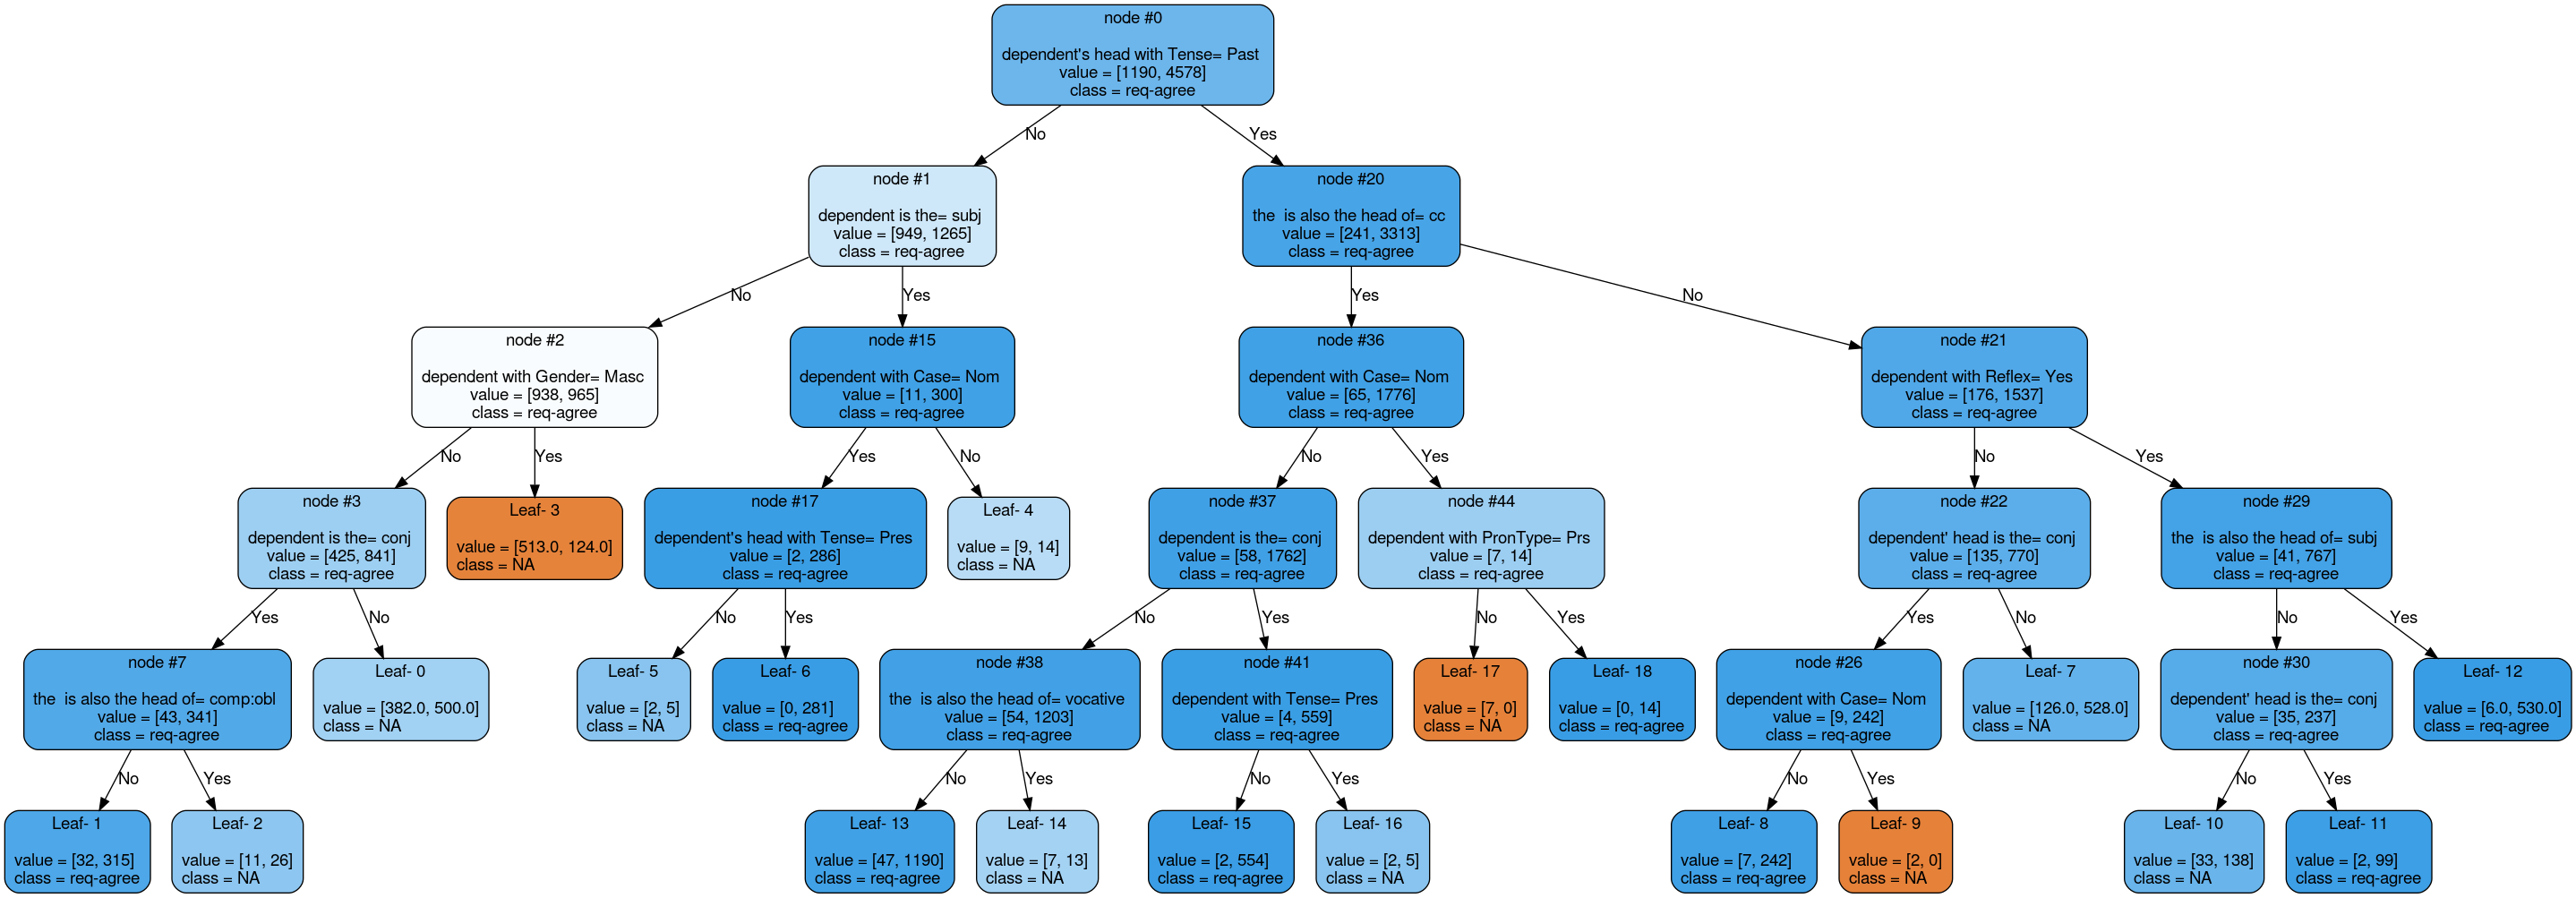 node #0
dependent's head with Tense= Past
value = [1190, 4578]
class = req-agree
No
Yes
node #1
dependent is the= subj
value = [949, 1265]
class = req-agree
node #20
the  is also the head of= cc
value = [241, 3313]
class = req-agree
No
Yes
Yes
No
node #2
dependent with Gender= Masc
value = [938, 965]
class = req-agree
node #15
dependent with Case= Nom
value = [11, 300]
class = req-agree
node #36
dependent with Case= Nom
value = [65, 1776]
class = req-agree
node #21
dependent with Reflex= Yes
value = [176, 1537]
class = req-agree
No
Yes
Yes
No
No
Yes
No
Yes
node #3
dependent is the= conj
value = [425, 841]
class = req-agree
Leaf- 3
value = [513.0, 124.0]
class = NA
node #17
dependent's head with Tense= Pres
value = [2, 286]
class = req-agree
Leaf- 4
value = [9, 14]
class = NA
node #37
dependent is the= conj
value = [58, 1762]
class = req-agree
node #44
dependent with PronType= Prs
value = [7, 14]
class = req-agree
node #22
dependent' head is the= conj
value = [135, 770]
class = req-agree
node #29
the  is also the head of= subj
value = [41, 767]
class = req-agree
Yes
No
No
Yes
No
Yes
No
Yes
Yes
No
No
Yes
node #7
the  is also the head of= comp:obl
value = [43, 341]
class = req-agree
Leaf- 0
value = [382.0, 500.0]
class = NA
Leaf- 5
value = [2, 5]
class = NA
Leaf- 6
value = [0, 281]
class = req-agree
node #38
the  is also the head of= vocative
value = [54, 1203]
class = req-agree
node #41
dependent with Tense= Pres
value = [4, 559]
class = req-agree
Leaf- 17
value = [7, 0]
class = NA
Leaf- 18
value = [0, 14]
class = req-agree
node #26
dependent with Case= Nom
value = [9, 242]
class = req-agree
Leaf- 7
value = [126.0, 528.0]
class = NA
node #30
dependent' head is the= conj
value = [35, 237]
class = req-agree
Leaf- 12
value = [6.0, 530.0]
class = req-agree
No
Yes
No
Yes
No
Yes
No
Yes
No
Yes
Leaf- 1
value = [32, 315]
class = req-agree
Leaf- 2
value = [11, 26]
class = NA
Leaf- 13
value = [47, 1190]
class = req-agree
Leaf- 14
value = [7, 13]
class = NA
Leaf- 15
value = [2, 554]
class = req-agree
Leaf- 16
value = [2, 5]
class = NA
Leaf- 8
value = [7, 242]
class = req-agree
Leaf- 9
value = [2, 0]
class = NA
Leaf- 10
value = [33, 138]
class = NA
Leaf- 11
value = [2, 99]
class = req-agree